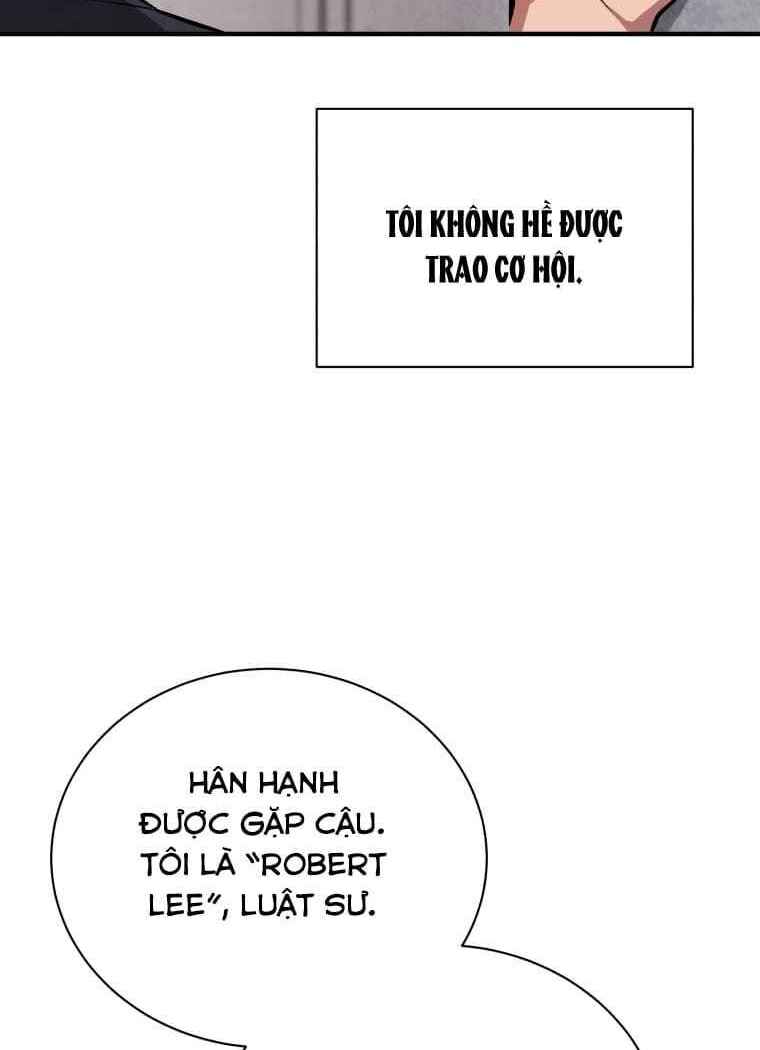 TÔI KHÔNG HỀ ĐƯỢC
TRAO CƠ HỘI.
HÂN HẠNH
ĐƯỢC GẶP CẬU.
TÔI LÀ "ROBERT
LEE", LUẬT SƯ.